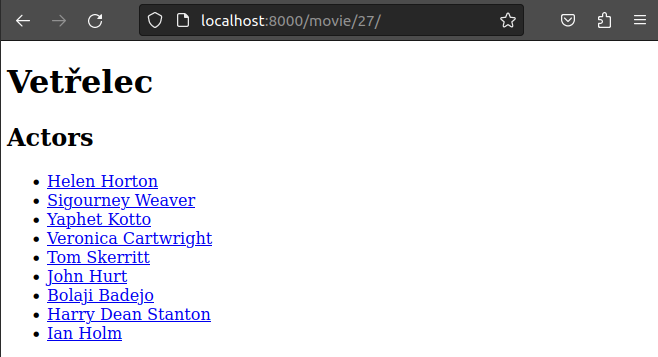 localhost:8000/movie/27/
Vetřelec
Actors
Helen Horton
Sigourney Weaver
Yaphet Kotto
Veronica Cartwright
Tom Skerritt
John Hurt
Bolaji Badejo
Harry Dean Stanton
Ian Holm